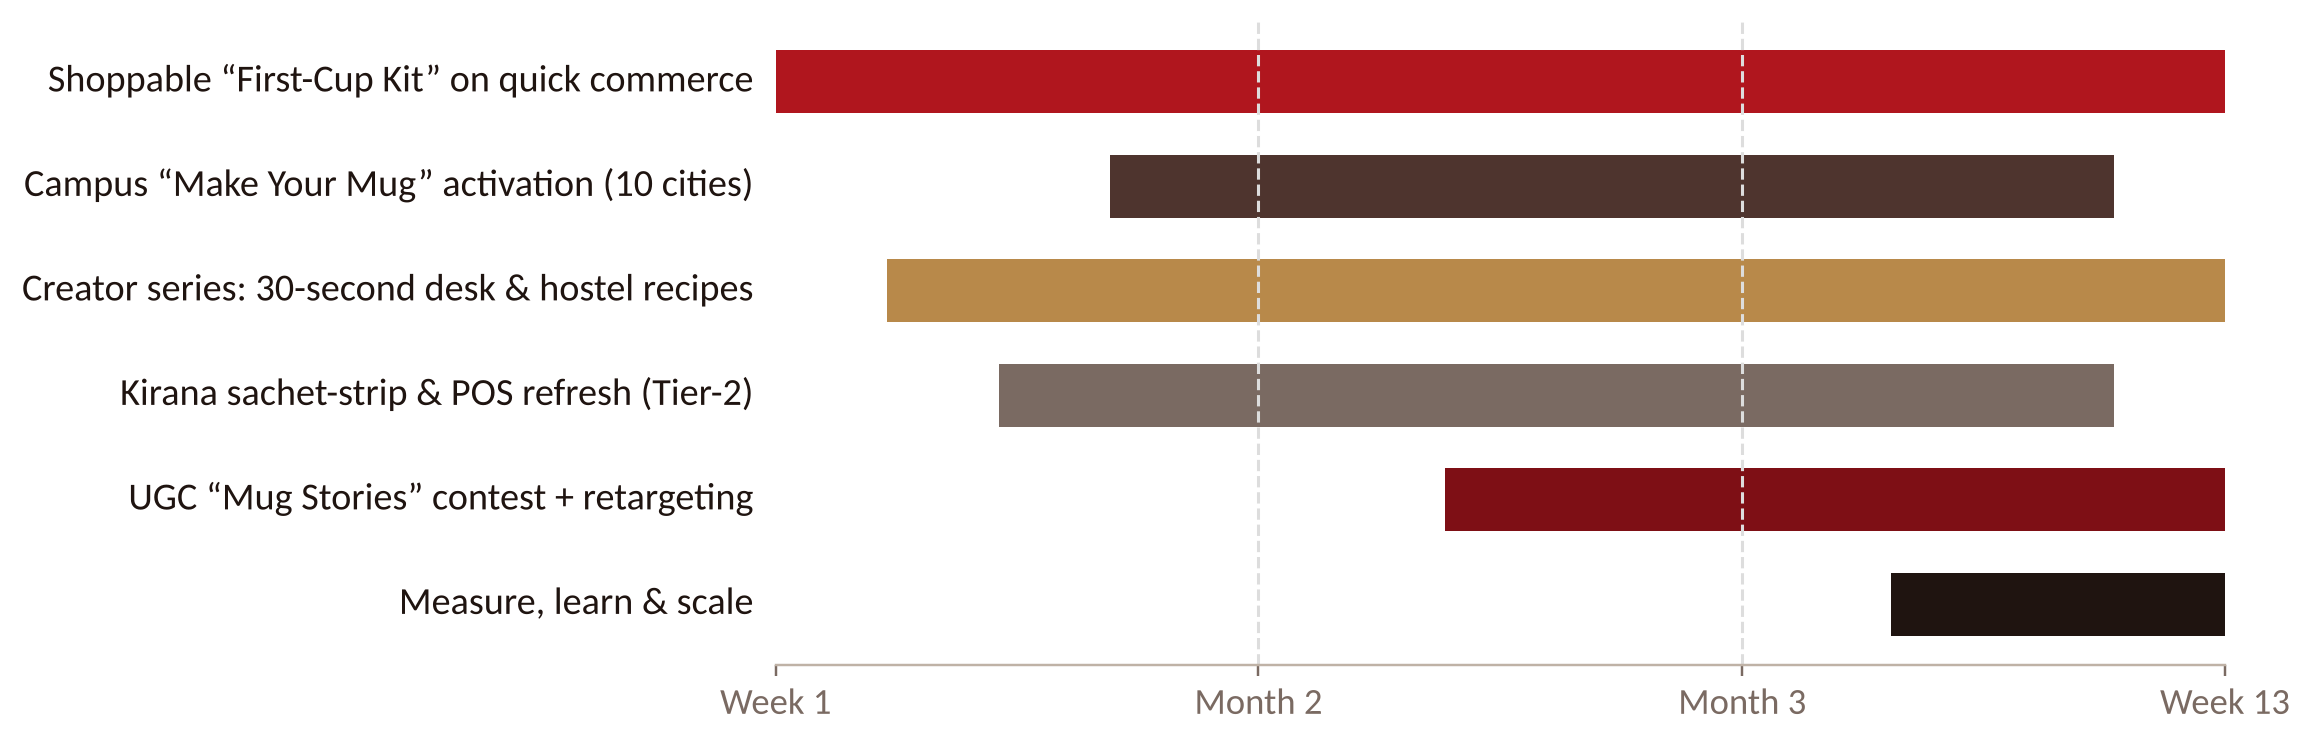 Shoppable “First-Cup Kit” on quick commerce
Campus “Make Your Mug” activation (10 cities)
Creator series: 30-second desk & hostel recipes
Kirana sachet-strip & POS refresh (Tier-2)
UGC “Mug Stories” contest + retargeting
Measure, learn & scale
Week 1
Month 2
Month 3
Week 13